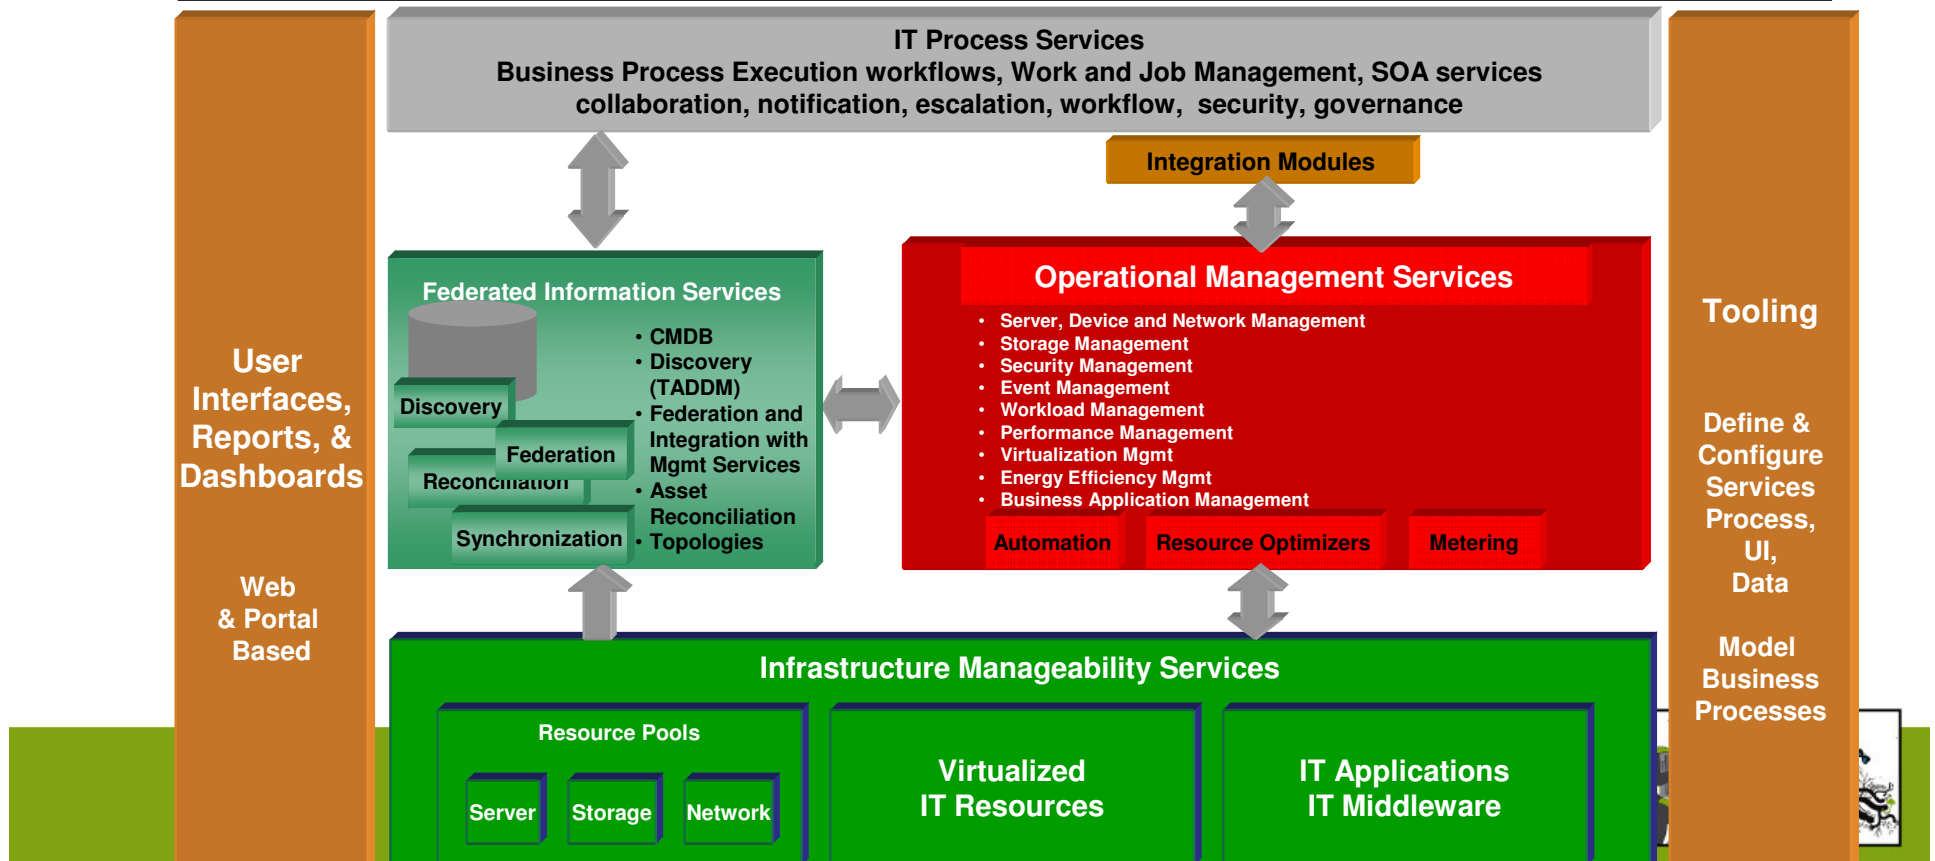 IT Process Services
Business Process Execution workflows, Work and Job Management, SOA services
collaboration, notification, escalation, workflow, security, governance
Integration Modules
User
Interfaces,
Reports, &
Dashboards
Web
& Portal
Based
Federated Information Services
Discovery
Federation
Reconciliation
Synchronization
• CMDB
• Discovery
(TADDM)
• Federation and
Integration with
Mgmt Services
• Asset
Reconciliation
• Topologies
Operational Management Services
• Server, Device and Network Management
• Storage Management
• Security Management
• Event Management
• Workload Management
• Performance Management
• Virtualization Mgmt
• Energy Efficiency Mgmt
• Business Application Management
Automation
Resource Optimizers
Metering
Tooling
Define &
Configure
Services
Process,
UI,
Data
Model
Business
Processes
Infrastructure Manageability Services
Resource Pools
Server
Storage
Network
Virtualized
IT Resources
IT Applications
IT Middleware